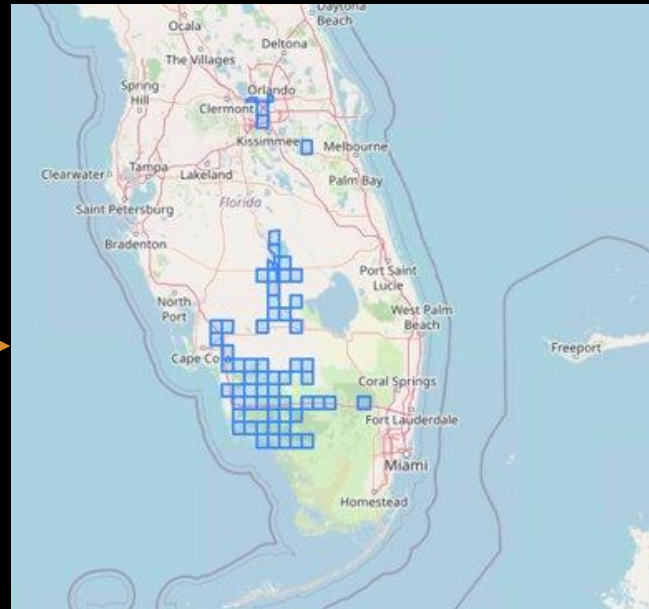 Daytona
Beach
Ocala
Deltona
The Villages
Spring
Hill
Orlando
Clermont
Kissimmee
Melbourne
Tampa
Lakeland
Clearwater
Palm Bay
Saint Petersburg
Florida
Bradenton
Port Saint
Lucie
North
Port
West Palm
Beach
Freeport
Cape Co
Coral Springs
Fort Lauderdale
Miami
Homestead